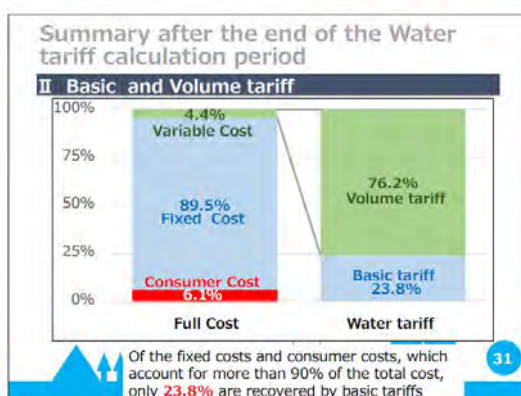 Summary after the end of the Water
tariff calculation period
Ⅱ Basic and Volume tariff
100%
75%
50%
25%
0%
4.4%
Variable Cost
89.5%
Fixed Cost
Consumer Cost
6.1%
76.2%
Volume tariff
Basic tariff
23.8%
Full Cost
Water tariff
Of the fixed costs and consumer costs, which
account for more than 90% of the total cost,
only 23.8% are recovered by basic tariffs
31